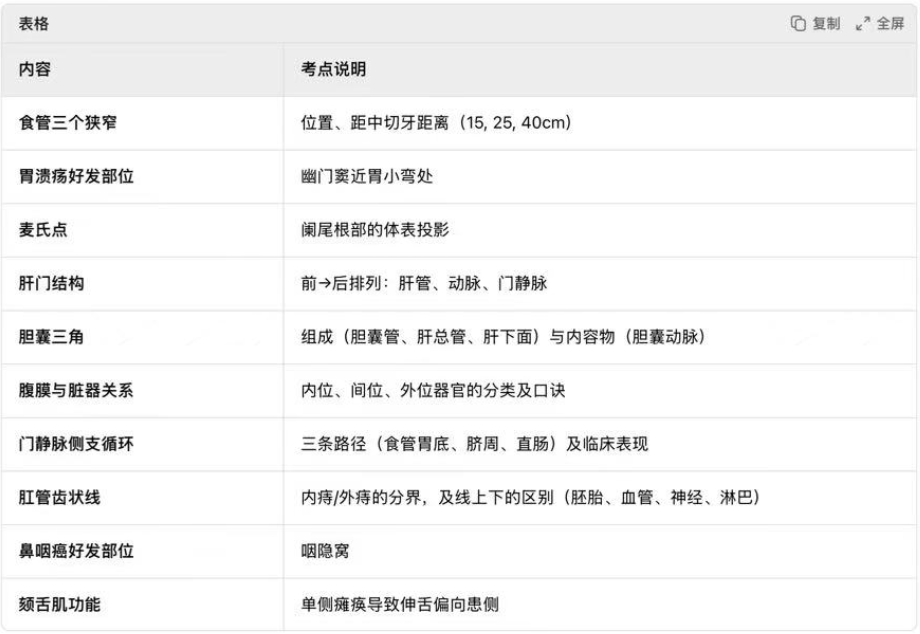 表格 复制 全屏
内容 考点说明
食管三个狭窄 位置、距中切牙距离（15, 25, 40cm）
胃溃疡好发部位 幽门窦近胃小弯处
麦氏点 阑尾根部的体表投影
肝门结构 前→后排列：肝管、动脉、门静脉
胆囊三角 组成（胆囊管、肝总管、肝下面）与内容物（胆囊动脉）
腹膜与脏器关系 内位、间位、外位器官的分类及口诀
门静脉侧支循环 三条路径（食管胃底、脐周、直肠）及临床表现
肛管齿状线 内痔/外痔的分界，及线上下的区别（胚胎、血管、神经、淋巴）
鼻咽癌好发部位 咽隐窝
颏舌肌功能 单侧瘫痪导致伸舌偏向患侧